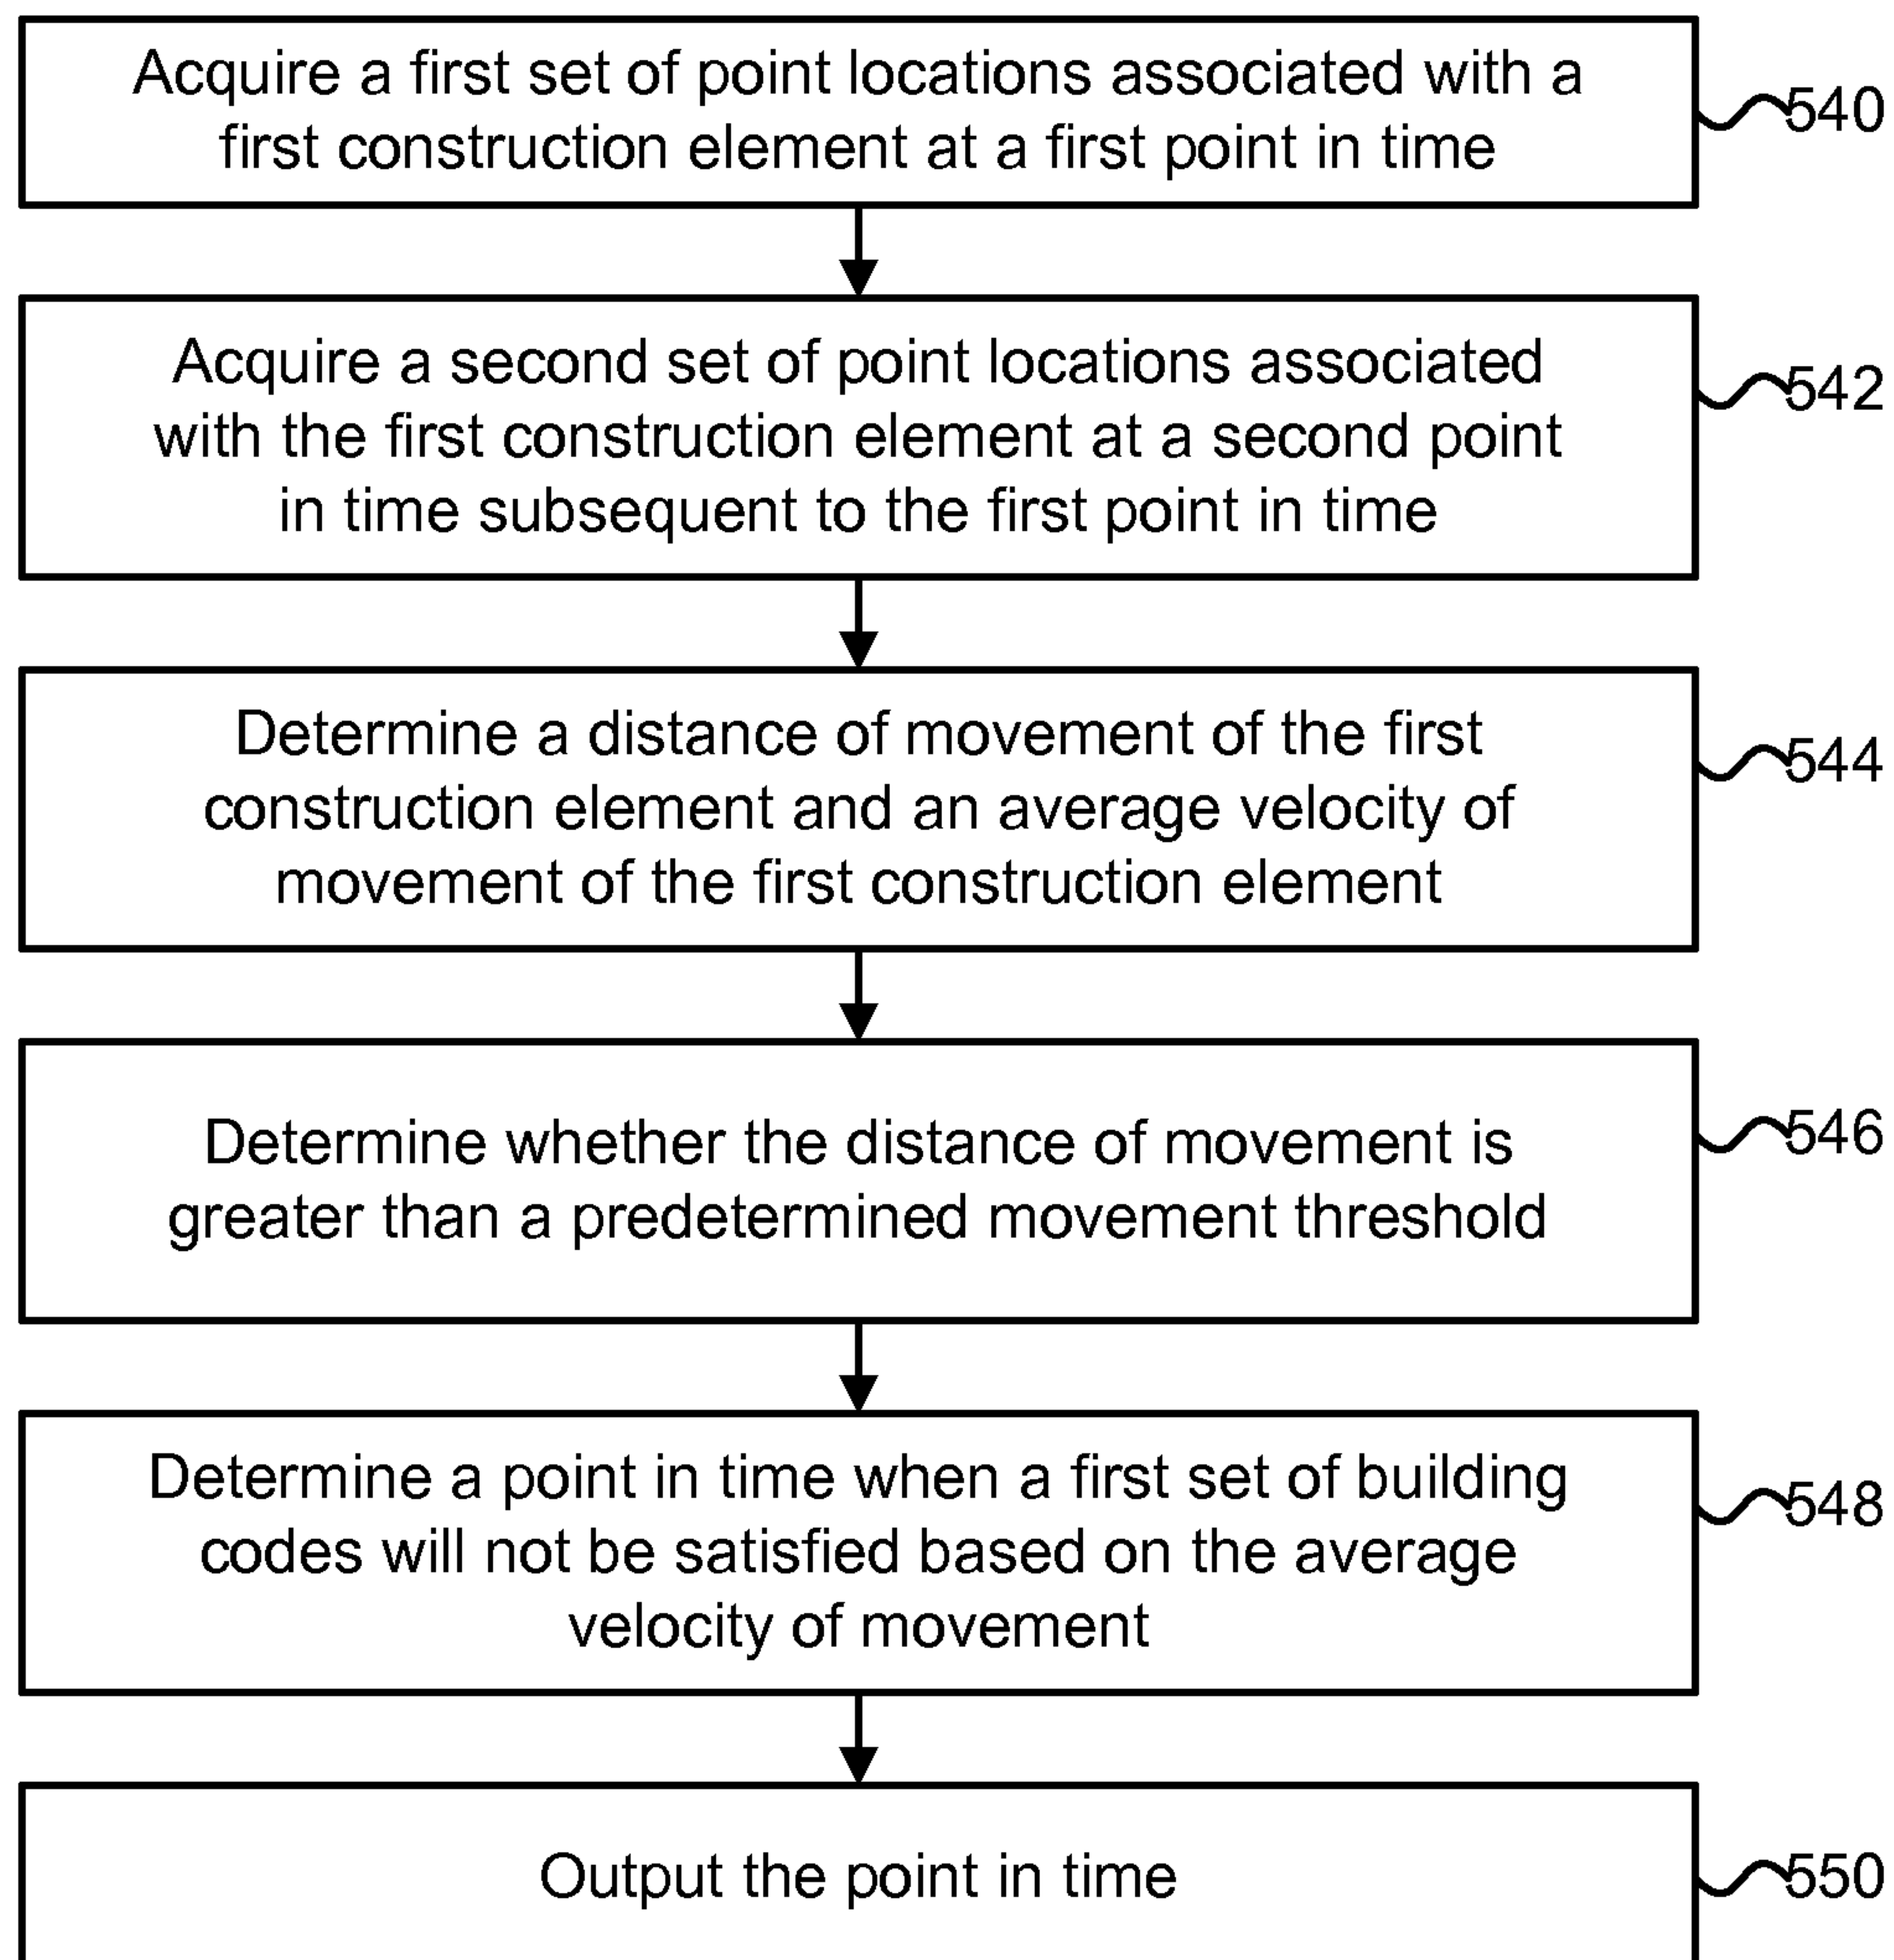 Acquire a first set of point locations associated with a
first construction element at a first point in time
540
Acquire a second set of point locations associated
with the first construction element at a second point
in time subsequent to the first point in time
542
Determine a distance of movement of the first
construction element and an average velocity of
movement of the first construction element
544
Determine whether the distance of movement is
greater than a predetermined movement threshold
546
Determine a point in time when a first set of building
codes will not be satisfied based on the average
velocity of movement
548
Output the point in time
550